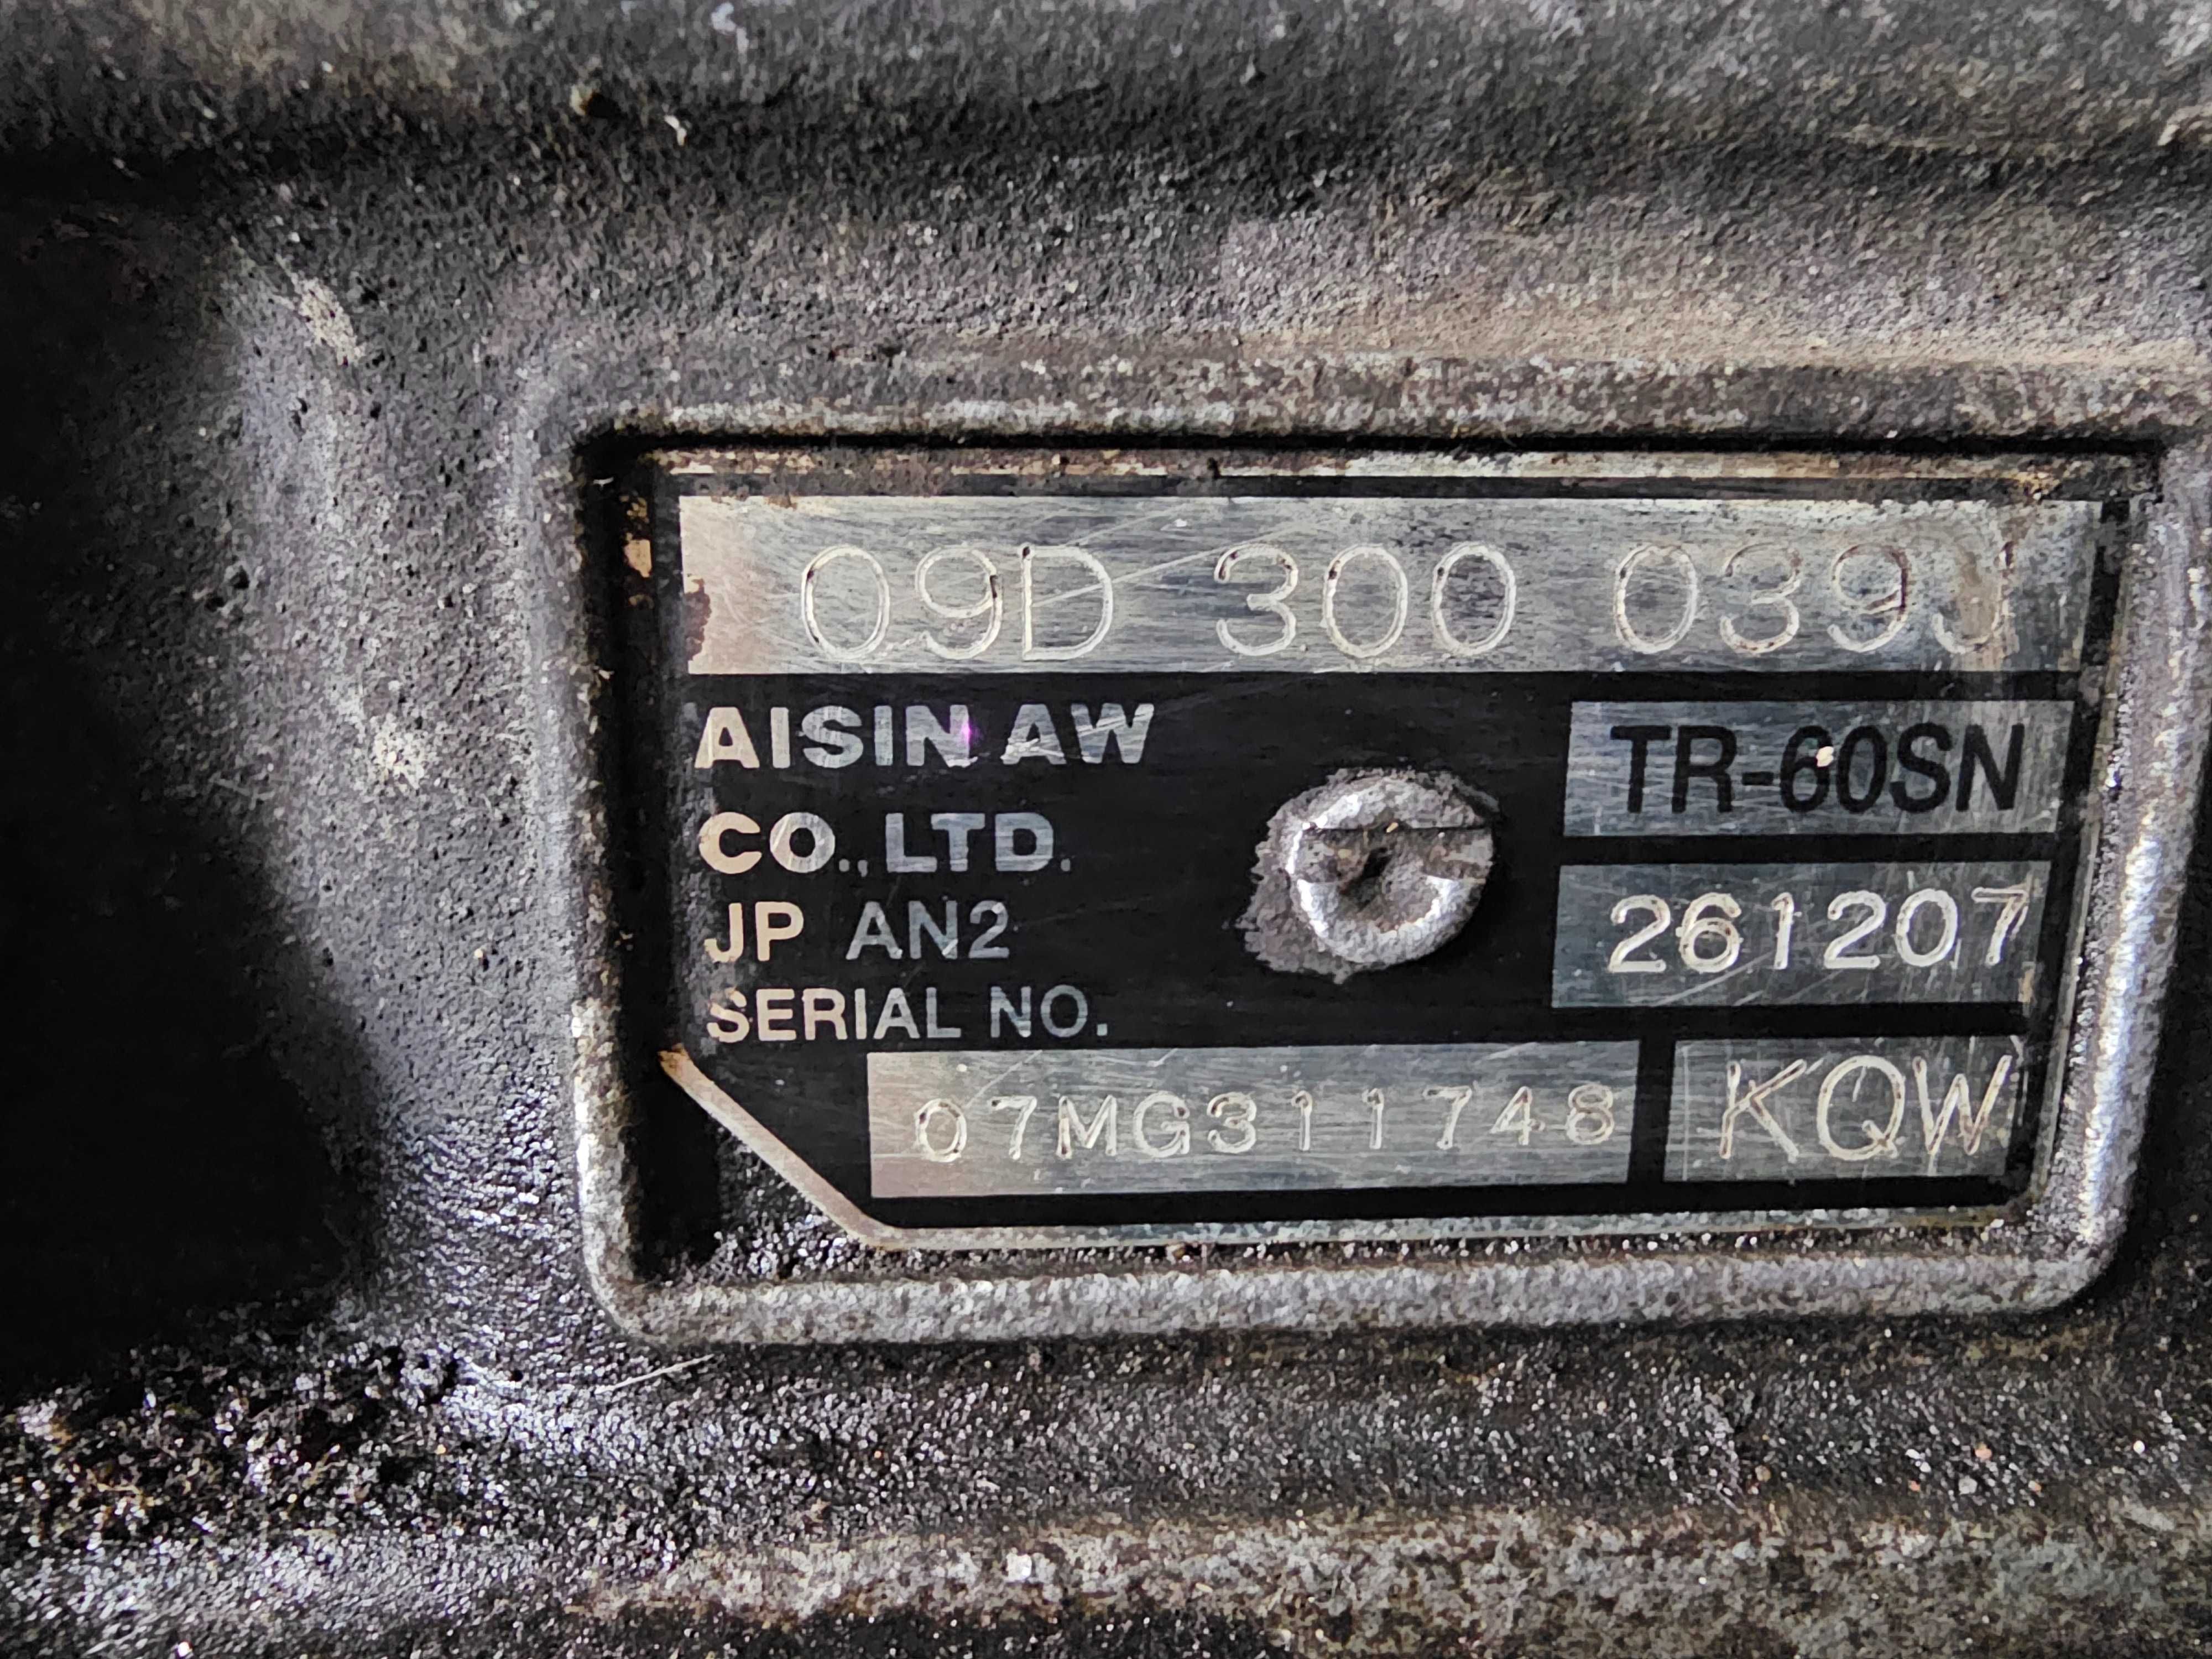 09D 300 039J
AISIN AW
CO., LTD.
JP AN2
SERIAL NO.
TR-60SN
261207
07MG311748
KQW